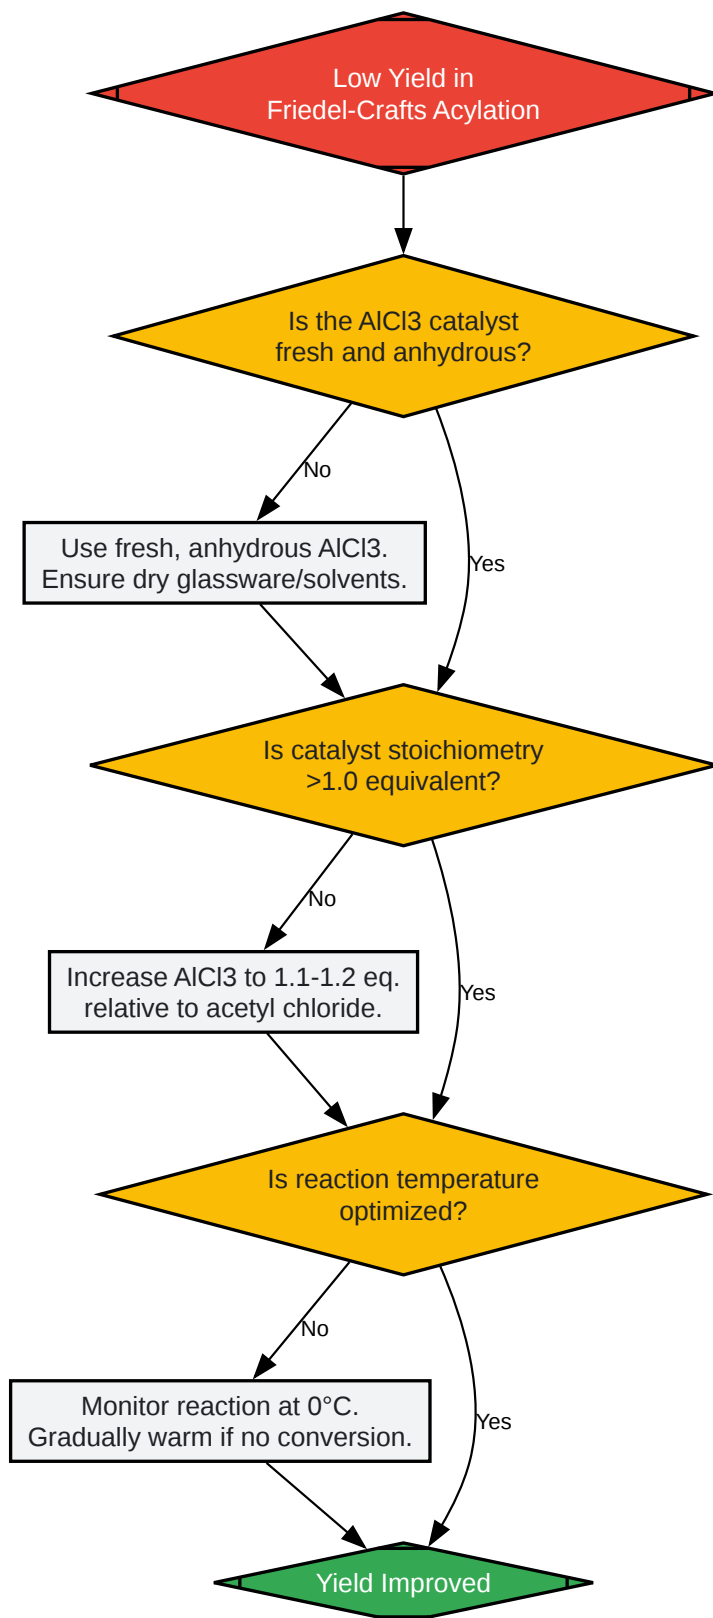 Low Yield in
Friedel-Crafts Acylation
Is the AlCl3 catalyst
fresh and anhydrous?
No
Yes
Use fresh, anhydrous AlCl3.
Ensure dry glassware/solvents.
Is catalyst stoichiometry
>1.0 equivalent?
No
Yes
Increase AlCl3 to 1.1-1.2 eq.
relative to acetyl chloride.
Is reaction temperature
optimized?
No
Yes
Monitor reaction at 0°C.
Gradually warm if no conversion.
Yield Improved